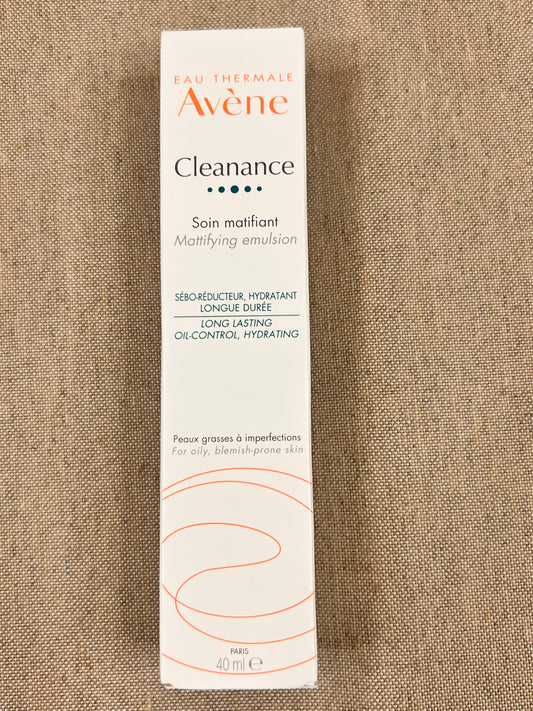 EAU THERMALE
Avène
Cleanance
Soin matifiant
Mattifying emulsion
SÉBO-RÉDUCTEUR, HYDRATANT
LONGUE DURÉE
LONG LASTING
OIL-CONTROL, HYDRATING
Peaux grasses à imperfections
For oily, blemish-prone skin
PARIS
40 ml ℮